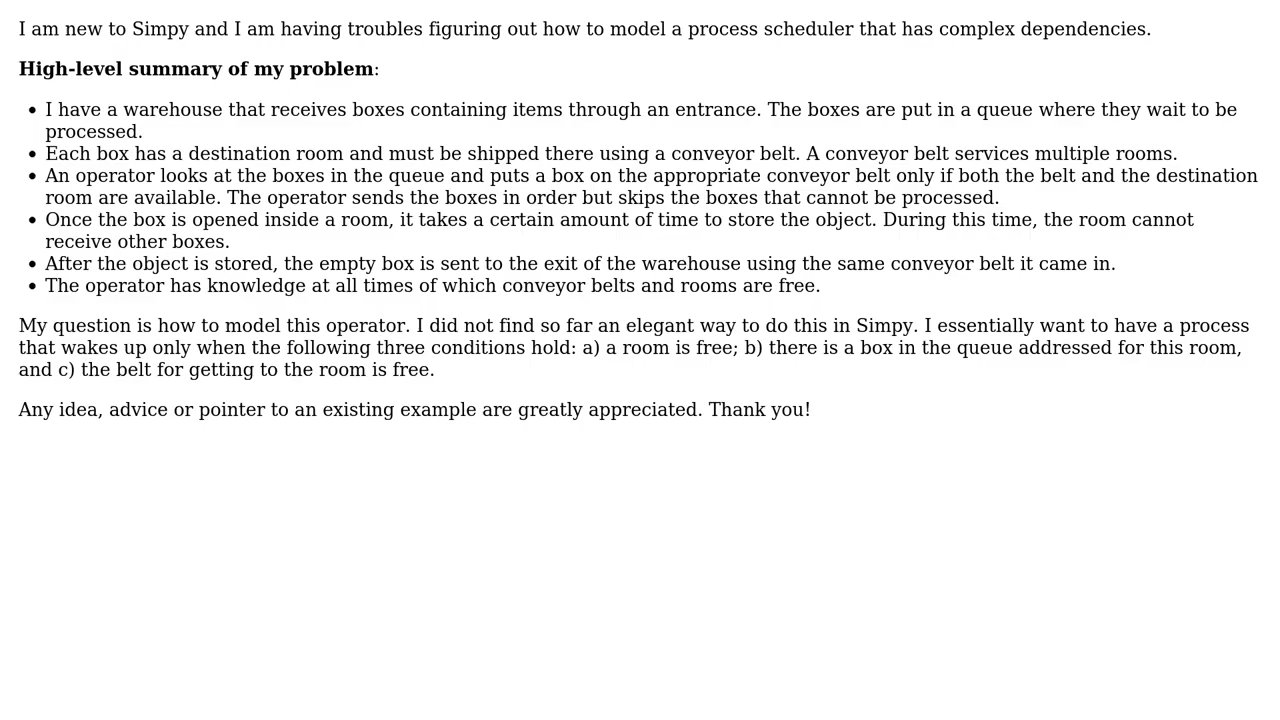 I am new to Simpy and I am having troubles figuring out how to model a process scheduler that has complex dependencies.
High-level summary of my problem:
• I have a warehouse that receives boxes containing items through an entrance. The boxes are put in a queue where they wait to be
processed.
• Each box has a destination room and must be shipped there using a conveyor belt. A conveyor belt services multiple rooms.
• An operator looks at the boxes in the queue and puts a box on the appropriate conveyor belt only if both the belt and the destination
room are available. The operator sends the boxes in order but skips the boxes that cannot be processed.
• Once the box is opened inside a room, it takes a certain amount of time to store the object. During this time, the room cannot
receive other boxes.
• After the object is stored, the empty box is sent to the exit of the warehouse using the same conveyor belt it came in.
• The operator has knowledge at all times of which conveyor belts and rooms are free.
My question is how to model this operator. I did not find so far an elegant way to do this in Simpy. I essentially want to have a process
that wakes up only when the following three conditions hold: a) a room is free; b) there is a box in the queue addressed for this room,
and c) the belt for getting to the room is free.
Any idea, advice or pointer to an existing example are greatly appreciated. Thank you!